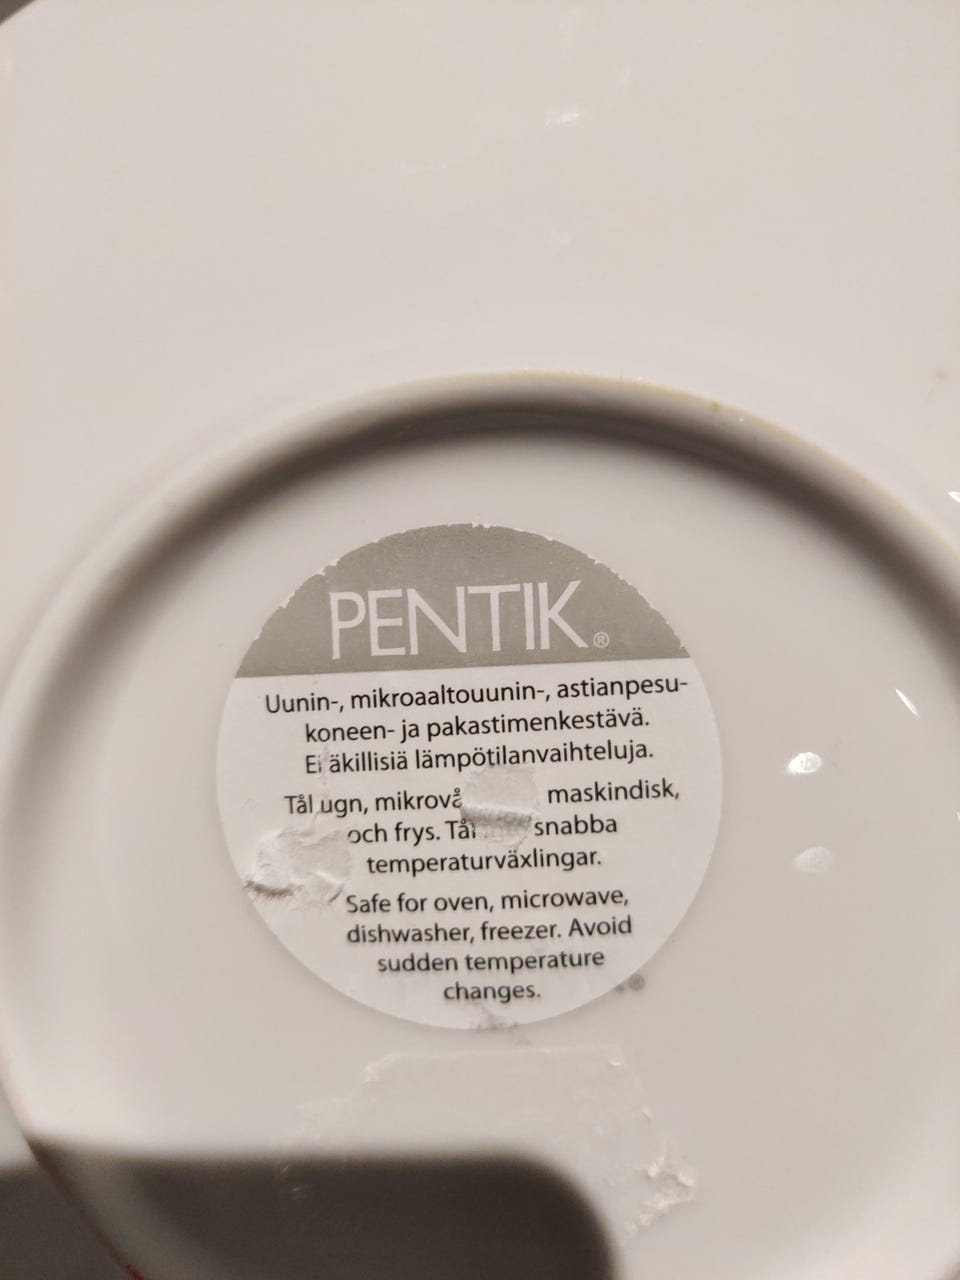 PENTIK®
Uunin-, mikroaaltouunin-, astianpesu-
koneen- ja pakastimenkestävä.
Ei äkillisiä lämpötilanvaihteluja.
Tål ugn, maskindisk,
och frys. snabba
temperaturväxlingar.
Safe for oven, microwave,
dishwasher, freezer. Avoid
sudden temperature
changes.